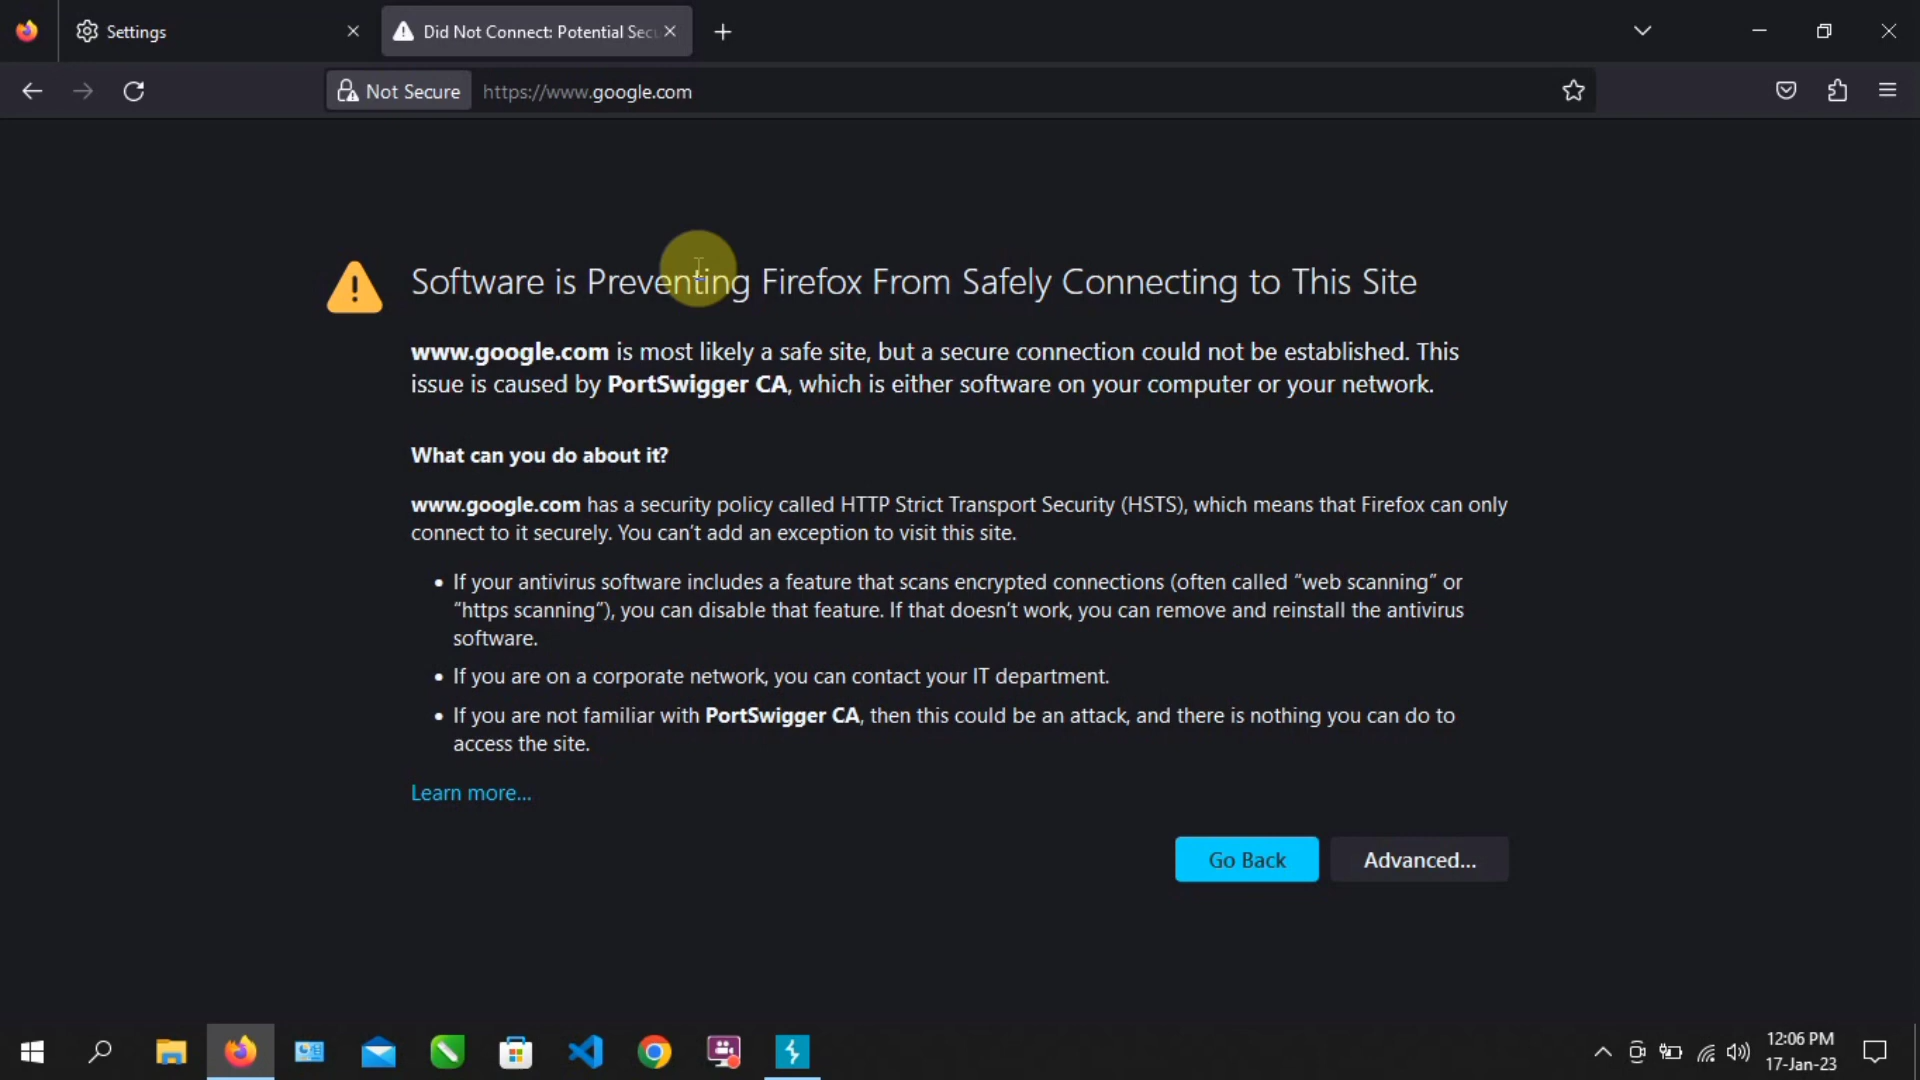 Settings
Did Not Connect: Potential Sec
Not Secure
https://www.google.com
Software is Preventing Firefox From Safely Connecting to This Site
www.google.com is most likely a safe site, but a secure connection could not be established. This
issue is caused by PortSwigger CA, which is either software on your computer or your network.
What can you do about it?
www.google.com has a security policy called HTTP Strict Transport Security (HSTS), which means that Firefox can only
connect to it securely. You can’t add an exception to visit this site.
• If your antivirus software includes a feature that scans encrypted connections (often called “web scanning” or
“https scanning”), you can disable that feature. If that doesn’t work, you can remove and reinstall the antivirus
software.
• If you are on a corporate network, you can contact your IT department.
• If you are not familiar with PortSwigger CA, then this could be an attack, and there is nothing you can do to
access the site.
Learn more...
Go Back
Advanced...
12:06 PM
17-Jan-23